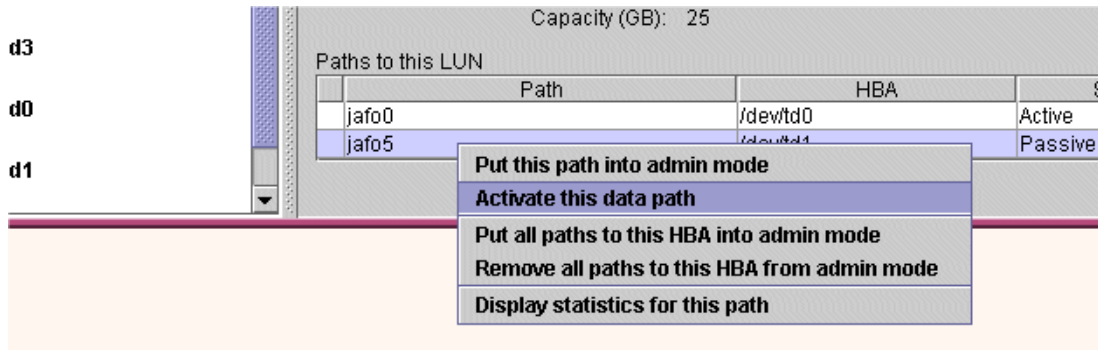 Capacity (GB): 25
d3
Paths to this LUN
Path HBA
d0
jafo0 /dev/td0 Active
jafo5 /dev/td1 Passive
d1
Put this path into admin mode
Activate this data path
Put all paths to this HBA into admin mode
Remove all paths to this HBA from admin mode
Display statistics for this path